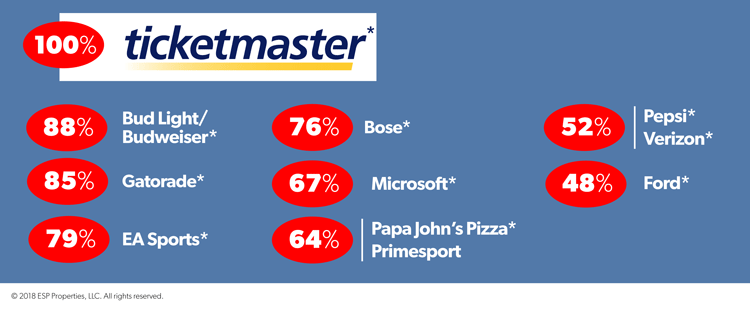 100% ticketmaster*
88% Bud Light/
Budweiser*
85% Gatorade*
79% EA Sports*
76% Bose*
67% Microsoft*
64% Papa John’s Pizza*
Primesport
52% Pepsi*
Verizon*
48% Ford*
© 2018 ESP Properties, LLC. All rights reserved.